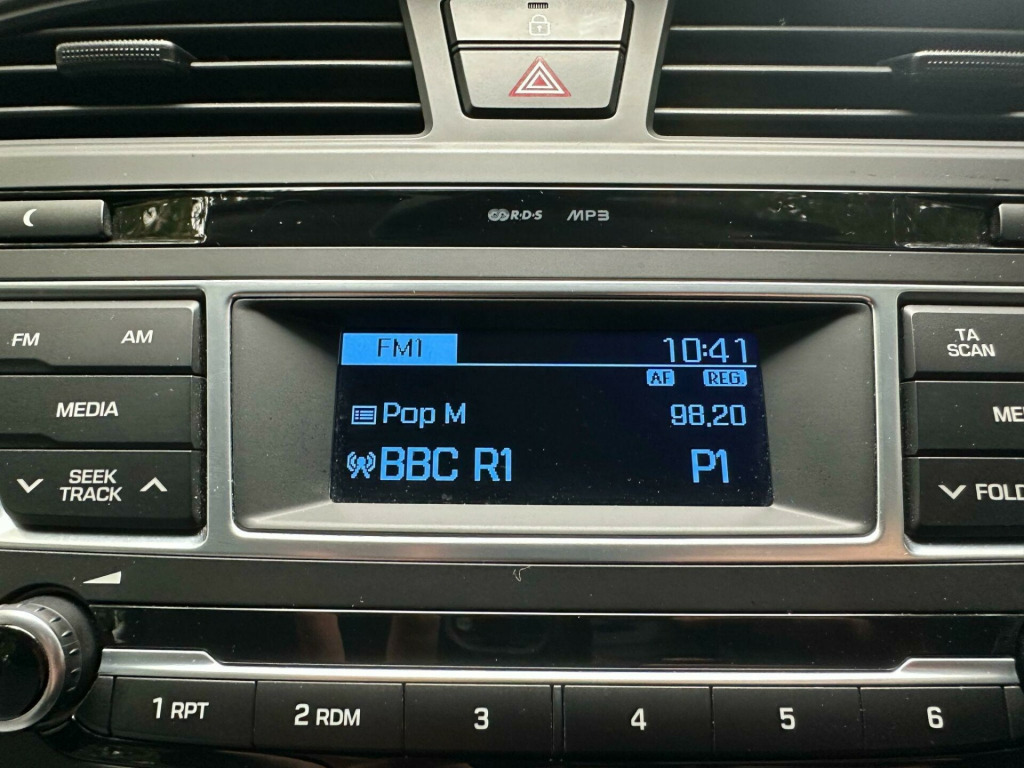 R·D·S MP3
FM AM
MEDIA
SEEK
TRACK
FM1 10:41
AF REG
Pop M 98.20
BBC R1 P1
TA
SCAN
FOLD
1 RPT 2 RDM 3 4 5 6